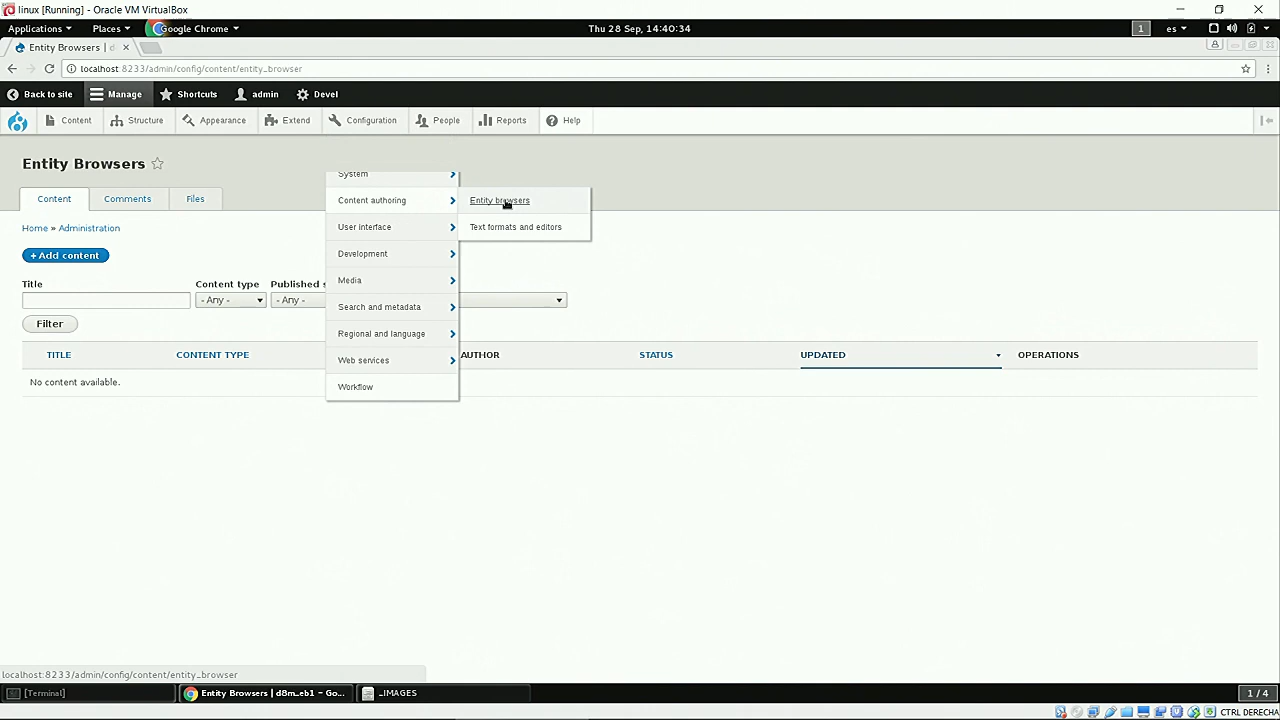 linux [Running] - Oracle VM VirtualBox
Applications Places Google Chrome Thu 28 Sep, 14:40:34 1 es
Entity Browsers | d
localhost:8233/admin/config/content/entity_browser
Back to site Manage Shortcuts admin Devel
Content Structure Appearance Extend Configuration People Reports Help
Entity Browsers
System
Content Comments Files
Content authoring Entity browsers
User interface Text formats and editors
Home » Administration
+ Add content
Development
Media
Title Content type Published s
- Any - - Any -
Search and metadata
Filter
Regional and language
Web services
TITLE CONTENT TYPE AUTHOR STATUS UPDATED OPERATIONS
No content available.
Workflow
localhost:8233/admin/config/content/entity_browser
[Terminal] Entity Browsers | d8m_eb1 - Go... _IMAGES 1 / 4
CTRL DERECHA